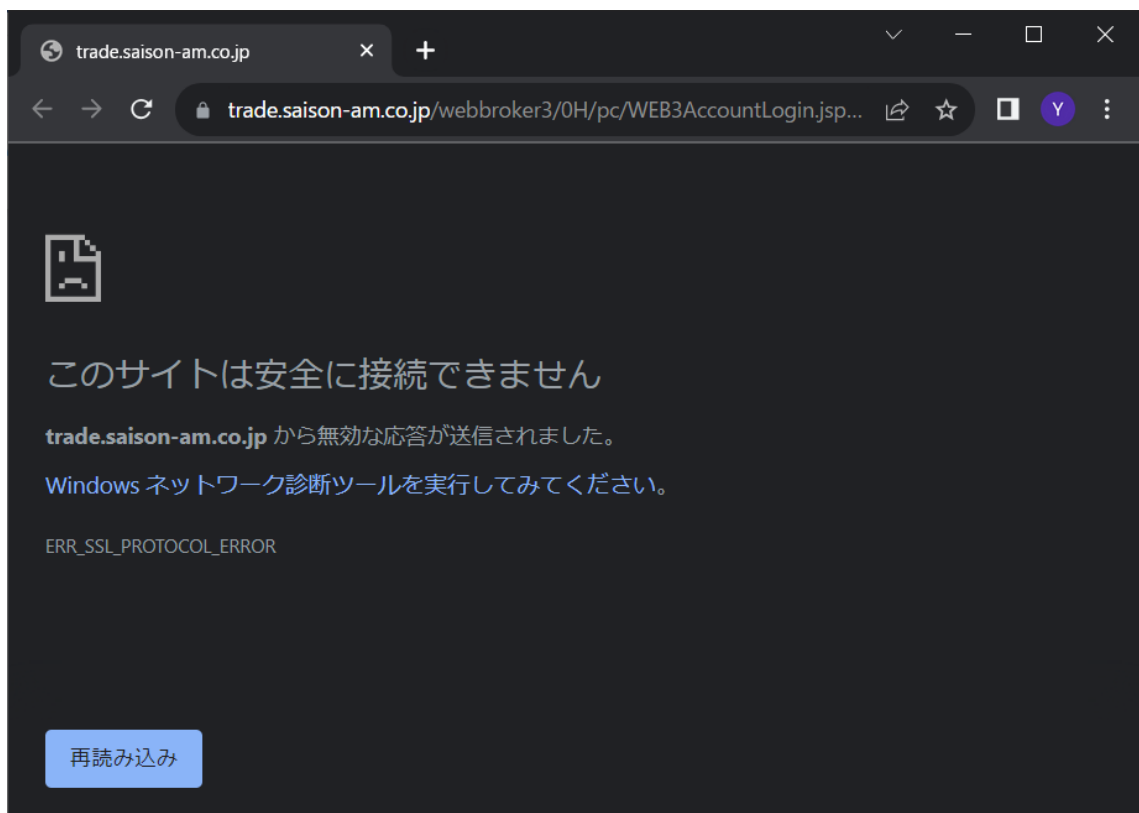 trade.saison-am.co.jp
trade.saison-am.co.jp/webbroker3/0H/pc/WEB3AccountLogin.jsp...
Y
このサイトは安全に接続できません
trade.saison-am.co.jp から無効な応答が送信されました。
Windows ネットワーク診断ツールを実行してみてください。
ERR_SSL_PROTOCOL_ERROR
再読み込み